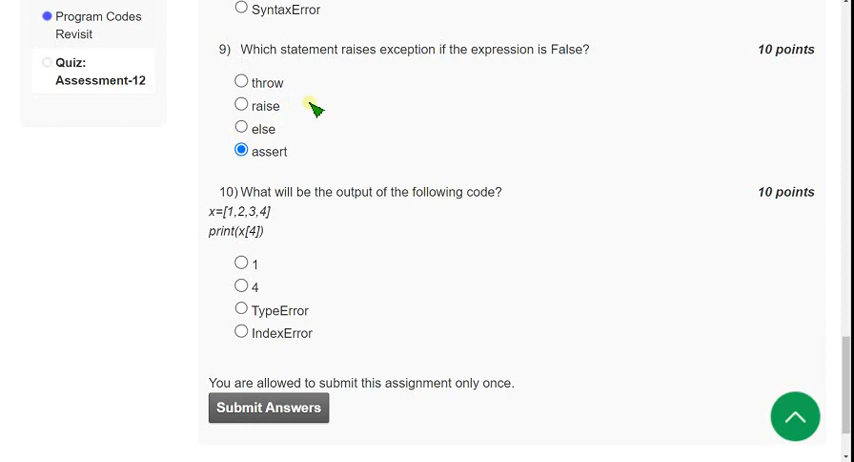 Program Codes
Revisit
Quiz:
Assessment-12
SyntaxError
9) Which statement raises exception if the expression is False? 10 points
throw
raise
else
assert
10) What will be the output of the following code? 10 points
x=[1,2,3,4]
print(x[4])
1
4
TypeError
IndexError
You are allowed to submit this assignment only once.
Submit Answers